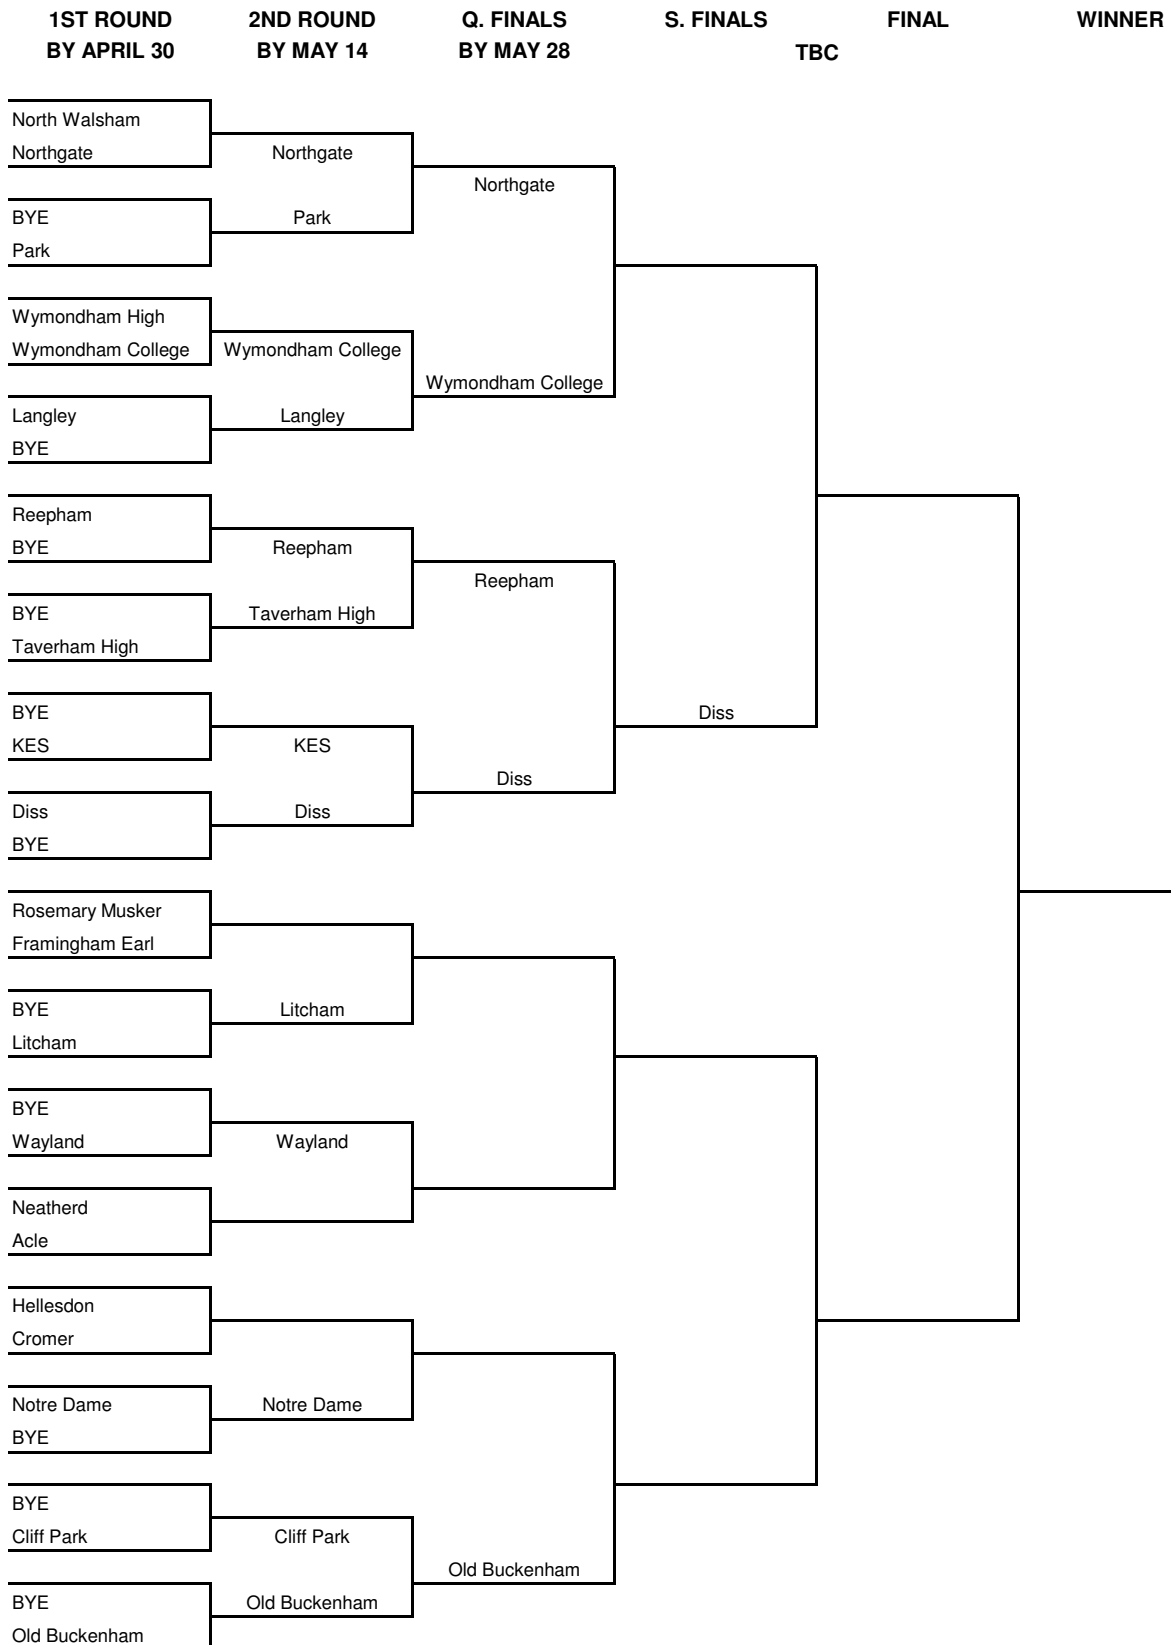 1ST ROUND 2ND ROUND Q. FINALS S. FINALS FINAL WINNER
BY APRIL 30 BY MAY 14 BY MAY 28 TBC
North Walsham
Northgate Northgate
Northgate
BYE Park
Park
Wymondham High
Wymondham College Wymondham College
Wymondham College
Langley Langley
BYE
Reepham
BYE Reepham
Reepham
BYE Taverham High
Taverham High
BYE Diss
KES KES
Diss
Diss Diss
BYE
Rosemary Musker
Framingham Earl
BYE Litcham
Litcham
BYE
Wayland Wayland
Neatherd
Acle
Hellesdon
Cromer
Notre Dame Notre Dame
BYE
BYE
Cliff Park Cliff Park
Old Buckenham
BYE Old Buckenham
Old Buckenham